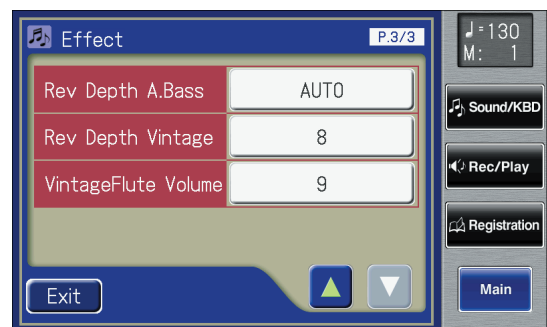 Effect P.3/3
Rev Depth A.Bass AUTO
Rev Depth Vintage 8
VintageFlute Volume 9
Exit
♩=130
M: 1
Sound/KBD
Rec/Play
Registration
Main